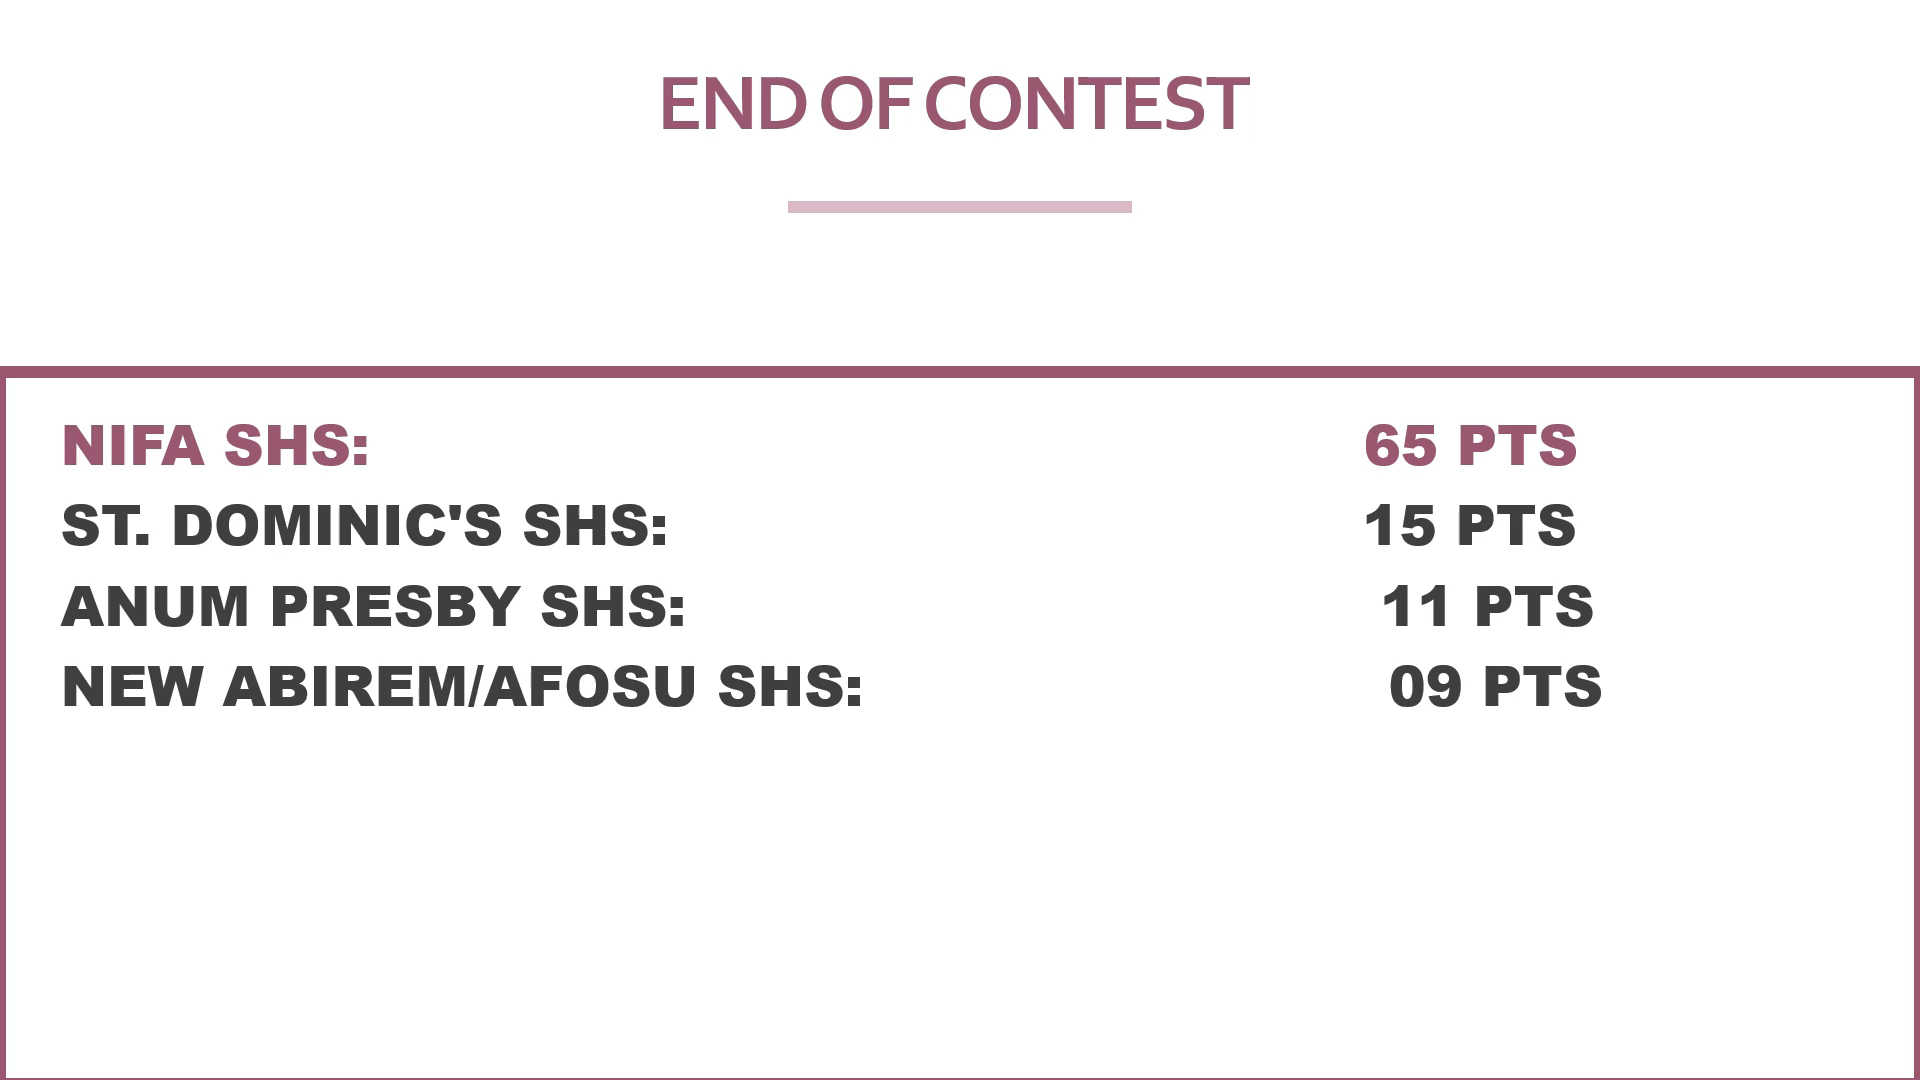 END OF CONTEST
NIFA SHS: 65 PTS
ST. DOMINIC'S SHS: 15 PTS
ANUM PRESBY SHS: 11 PTS
NEW ABIREM/AFOSU SHS: 09 PTS